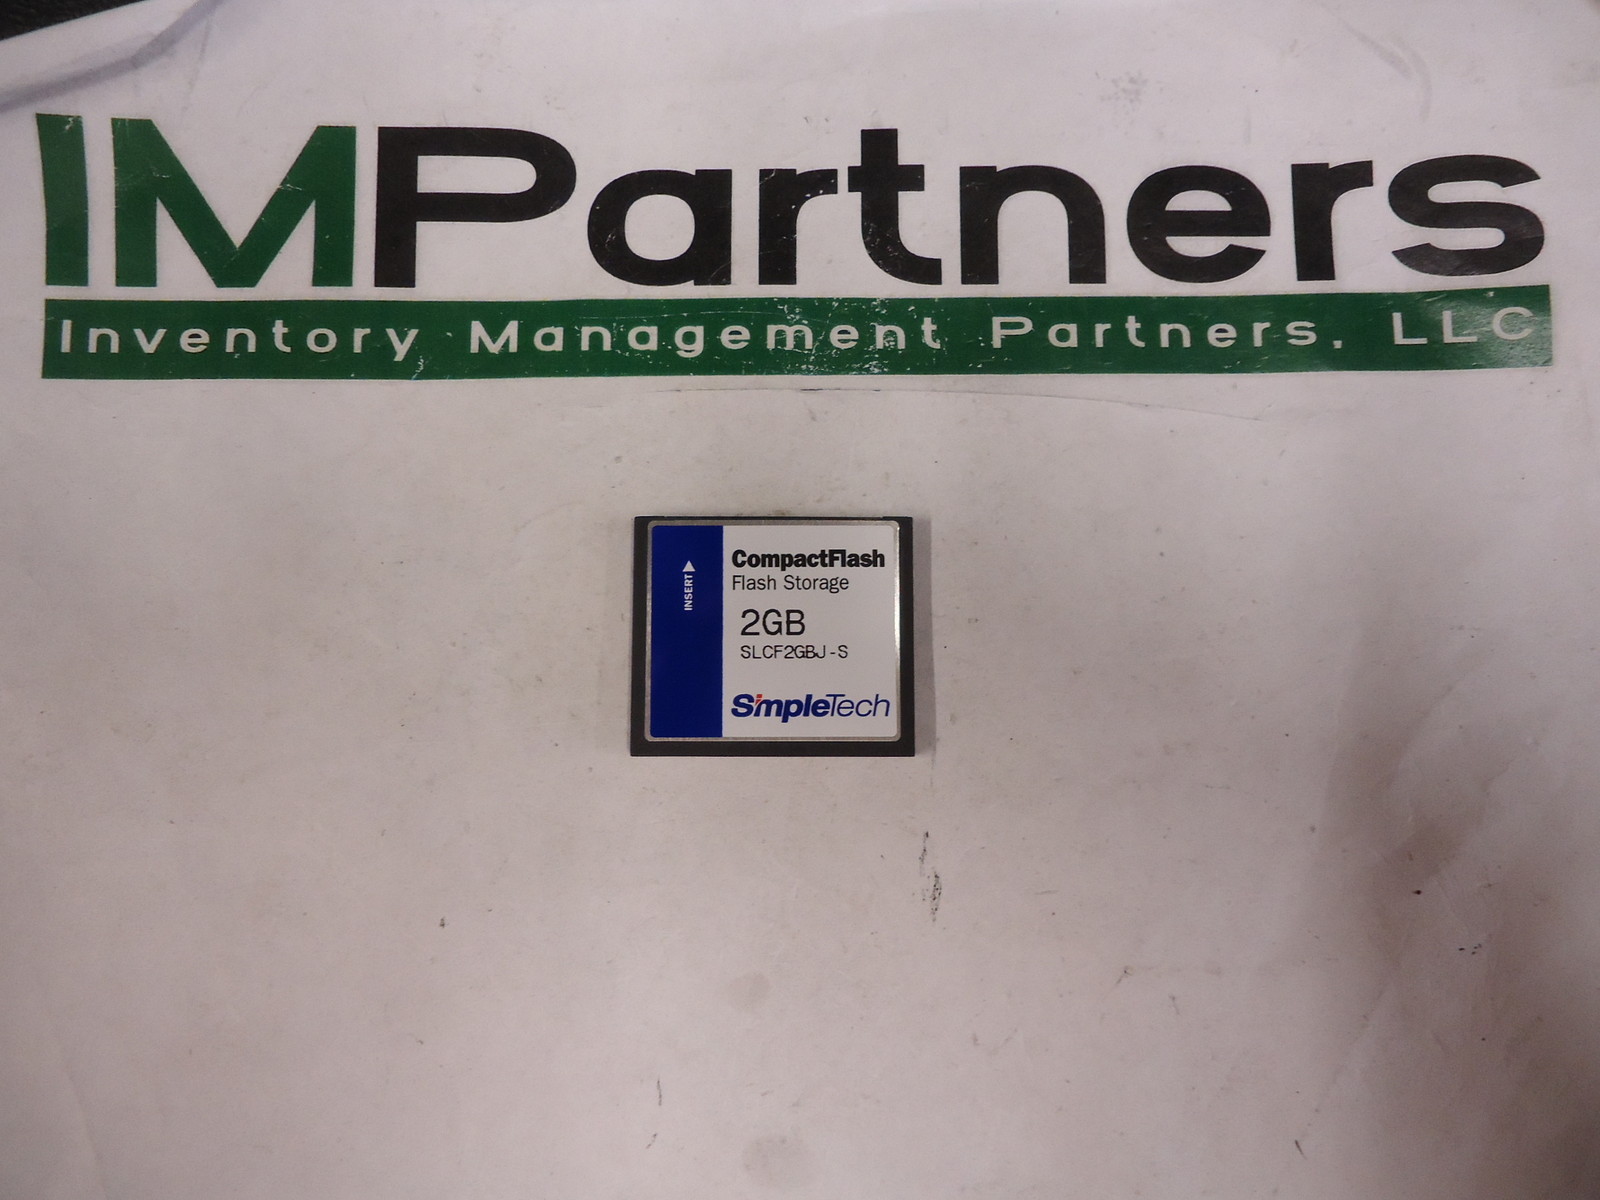 IMPartners
Inventory Management Partners, LLC
INSERT
CompactFlash
Flash Storage
2GB
SLCF2GBJ-S
SimpleTech